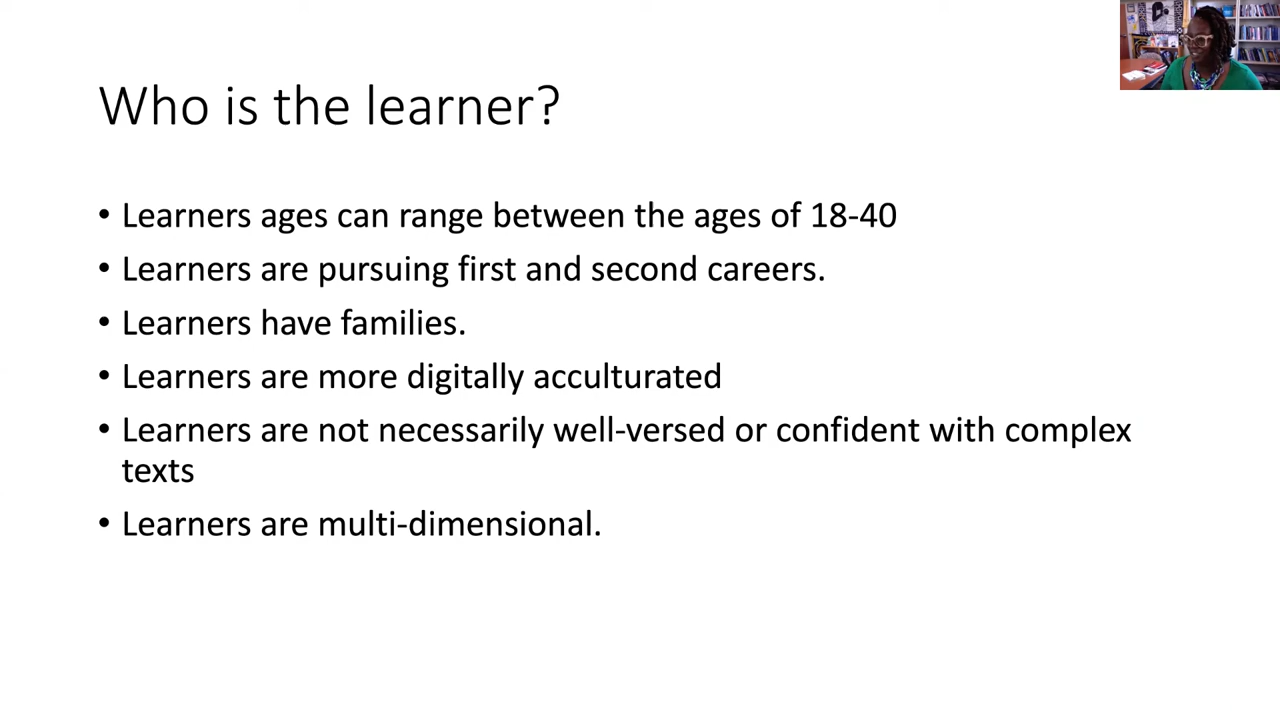 Who is the learner?
• Learners ages can range between the ages of 18-40
• Learners are pursuing first and second careers.
• Learners have families.
• Learners are more digitally acculturated
• Learners are not necessarily well-versed or confident with complex
texts
• Learners are multi-dimensional.